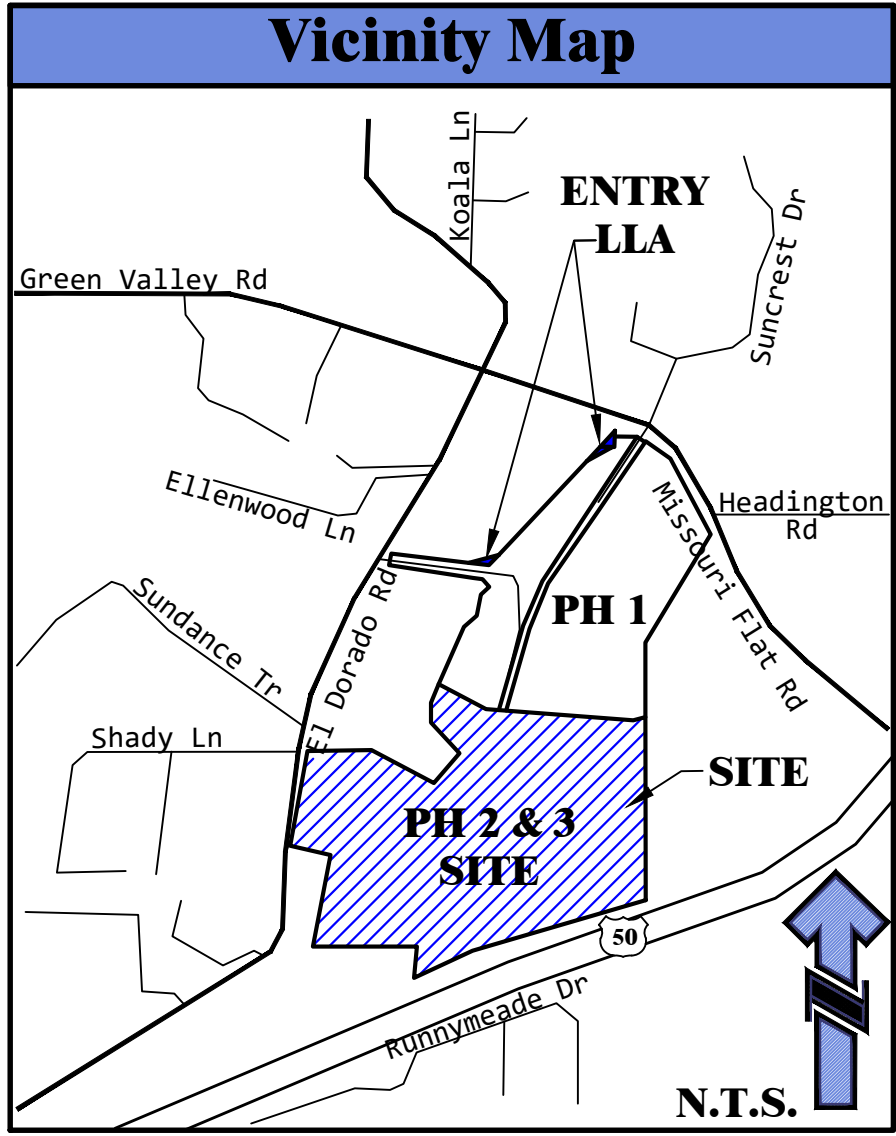 Vicinity Map
Koala Ln
ENTRY
LLA
Suncrest Dr
Green Valley Rd
Ellenwood Ln
Missouri Flat Rd
Headington
Rd
Sundance Tr
El Dorado Rd
PH 1
Shady Ln
SITE
PH 2 & 3
SITE
50
Runnymeade Dr
N
N.T.S.